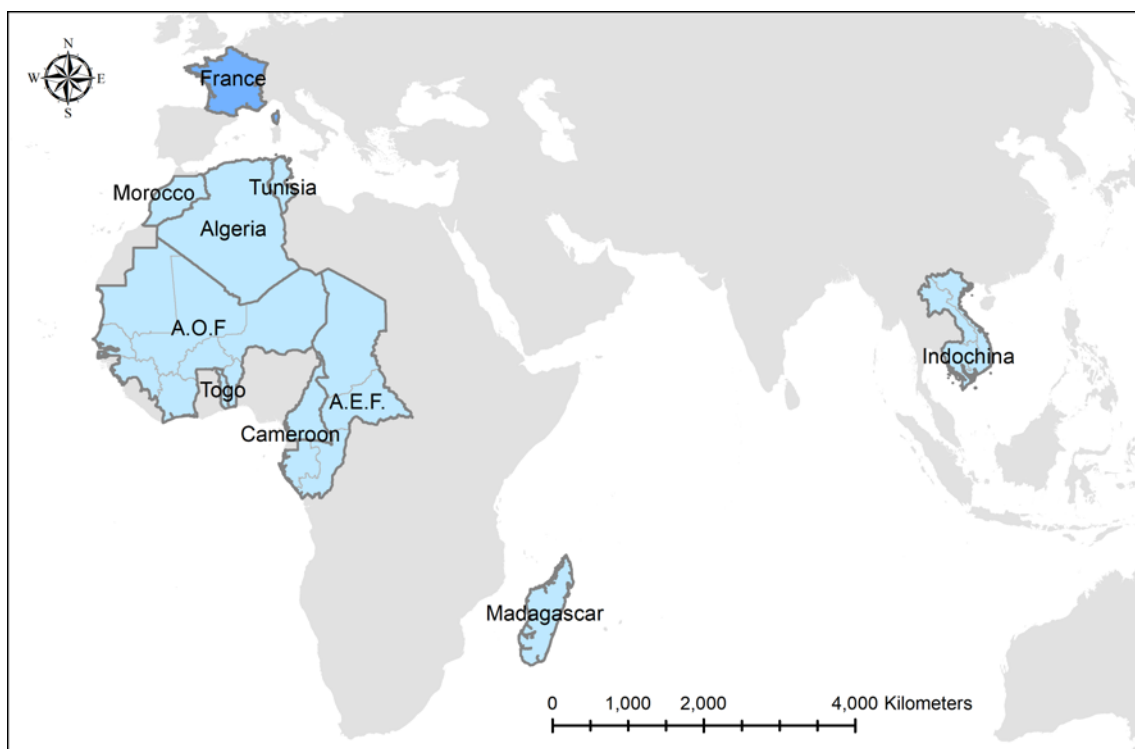 N
W E
S
France
Morocco
Tunisia
Algeria
A.O.F
Togo
A.E.F.
Cameroon
Indochina
Madagascar
0 1,000 2,000 4,000 Kilometers